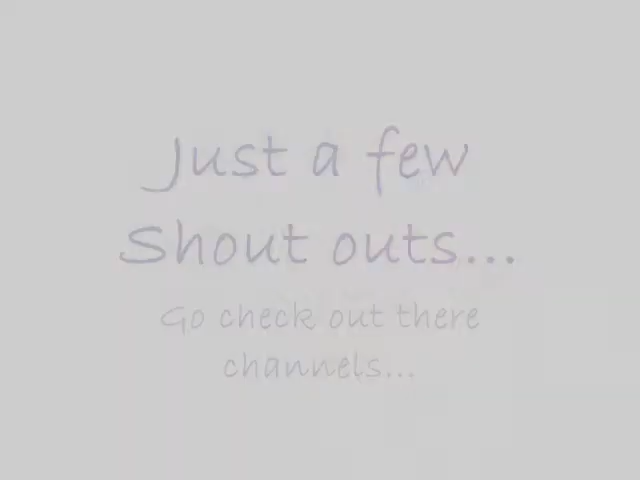 Just a few
Shout outs...
Go check out there
channels...